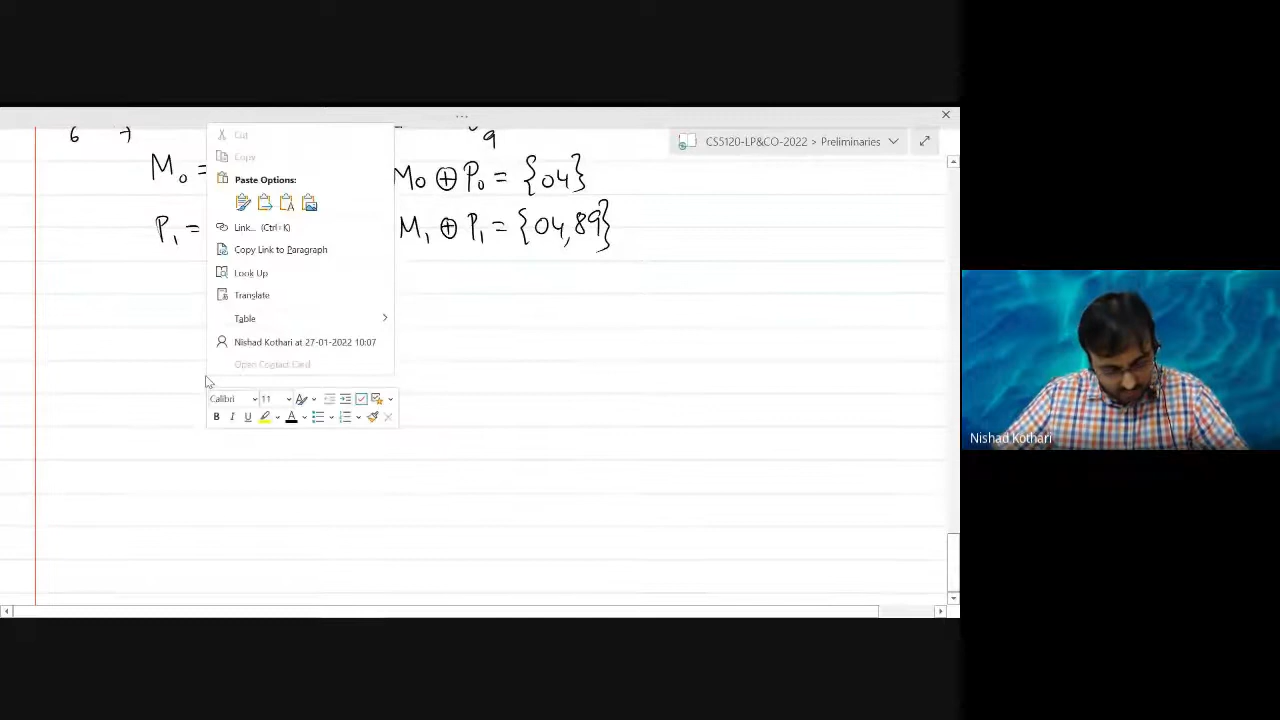 CS5120-LP&CO-2022 > Preliminaries
6 7 9
M₀ = M₀ ⊕ P₀ = {04}
P₁ = M₁ ⊕ P₁ = {04,89}
Cut
Copy
Paste Options:
Link... (Ctrl+K)
Copy Link to Paragraph
Look Up
Translate
Table
Nishad Kothari at 27-01-2022 10:07
Open Contact Card
Calibri 11
B I U A
Nishad Kothari